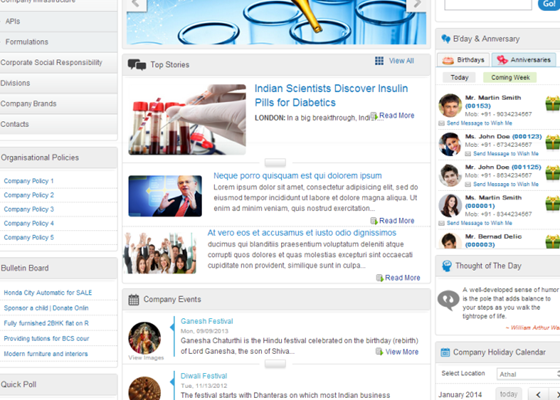 Company Infrastructure
APIs
Formulations
Corporate Social Responsibility
Divisions
Company Brands
Contacts
Organisational Policies
Company Policy 1
Company Policy 2
Company Policy 3
Company Policy 4
Company Policy 5
Bulletin Board
Honda City Automatic for SALE
Sponsor a child | Donate Onlin
Fully furnished 2BHK flat on R
Providing tutions for BCS cour
Modern furniture and interiors
Quick Poll
Top Stories
View All
Indian Scientists Discover Insulin
Pills for Diabetics
LONDON: In a big breakthrough, Indi
Read More
Neque porro quisquam est qui dolorem ipsum
Lorem ipsum dolor sit amet, consectetur adipisicing elit, sed do
eiusmod tempor incididunt ut labore et dolore magna aliqua. Ut
enim ad minim veniam, quis nostrud exercitation...
Read More
At vero eos et accusamus et iusto odio dignissimos
ducimus qui blanditiis praesentium voluptatum deleniti atque
corrupti quos dolores et quas molestias excepturi sint occaecati
cupiditate non provident, similique sunt in culpa...
Read More
Company Events
View Images
Ganesh Festival
Mon, 09/09/2013
Ganesha Chaturthi is the Hindu festival celebrated on the birthday (rebirth)
of Lord Ganesha, the son of Shiva...
View More
Diwali Festival
Tue, 11/13/2012
The festival starts with Dhanteras on which most Indian business
Go!
B'day & Anniversary
Birthdays
Anniversaries
Today
Coming Week
Mr. Martin Smith
(00153)
Mob: +91 - 9034234567
Send Message to Wish Me
Ms. John Doe (000123)
Mob: +91 - 6734234567
Send Message to Wish Me
Mr. John Doe (001125)
Mob: +91 - 6344234567
Send Message to Wish Me
Ms. Martin Smith
(000001)
Mob: +91 - 8344234567
Send Message to Wish Me
Mr. Bernad Delic
(000003)
Thought of The Day
A well-developed sense of humor
is the pole that adds balance to
your steps as you walk the
tightrope of life.
- William Arthur Wa
Company Holiday Calendar
Select Location
Athal
January 2014
today